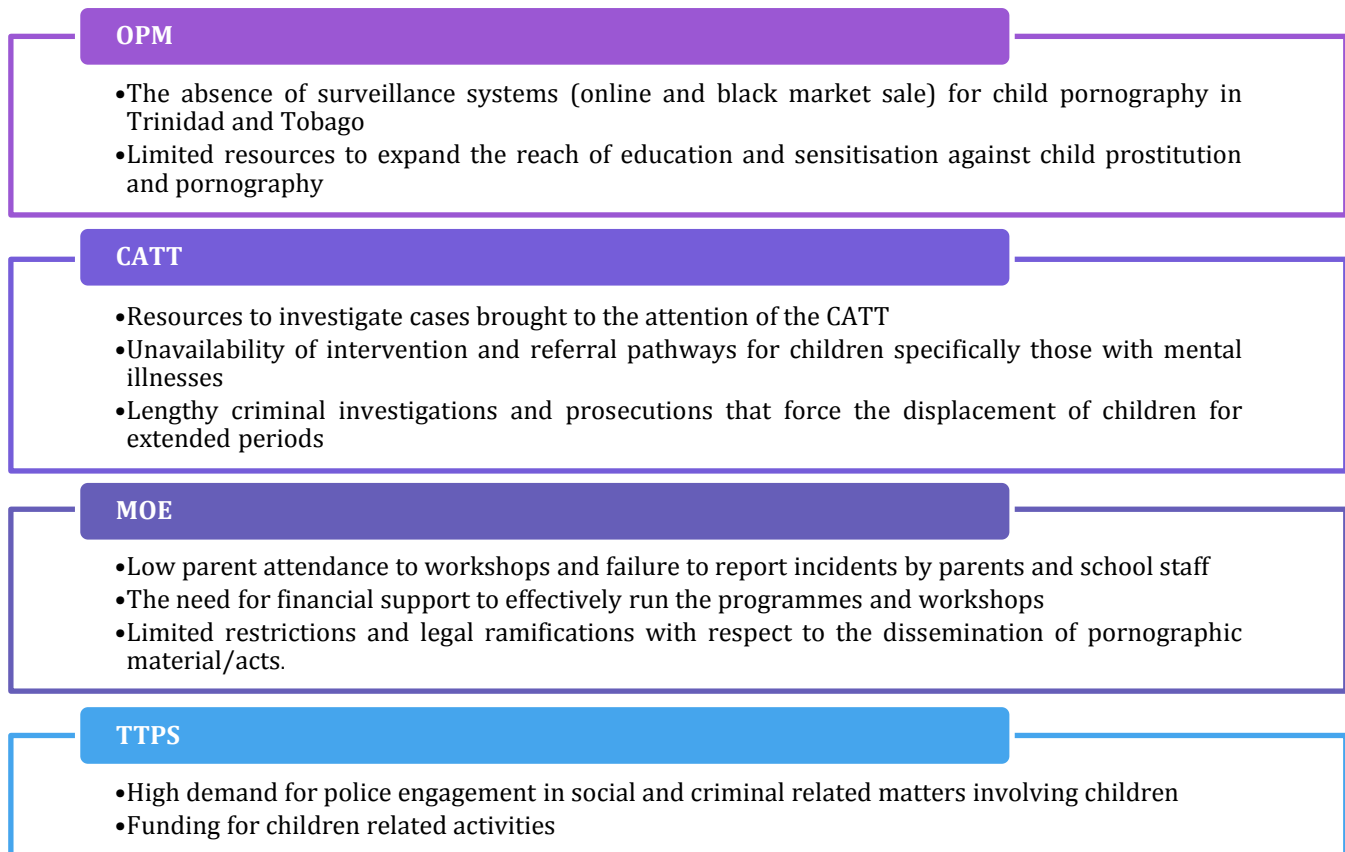 OPM
•The absence of surveillance systems (online and black market sale) for child pornography in
Trinidad and Tobago
•Limited resources to expand the reach of education and sensitisation against child prostitution
and pornography
CATT
•Resources to investigate cases brought to the attention of the CATT
•Unavailability of intervention and referral pathways for children specifically those with mental
illnesses
•Lengthy criminal investigations and prosecutions that force the displacement of children for
extended periods
MOE
•Low parent attendance to workshops and failure to report incidents by parents and school staff
•The need for financial support to effectively run the programmes and workshops
•Limited restrictions and legal ramifications with respect to the dissemination of pornographic
material/acts.
TTPS
•High demand for police engagement in social and criminal related matters involving children
•Funding for children related activities